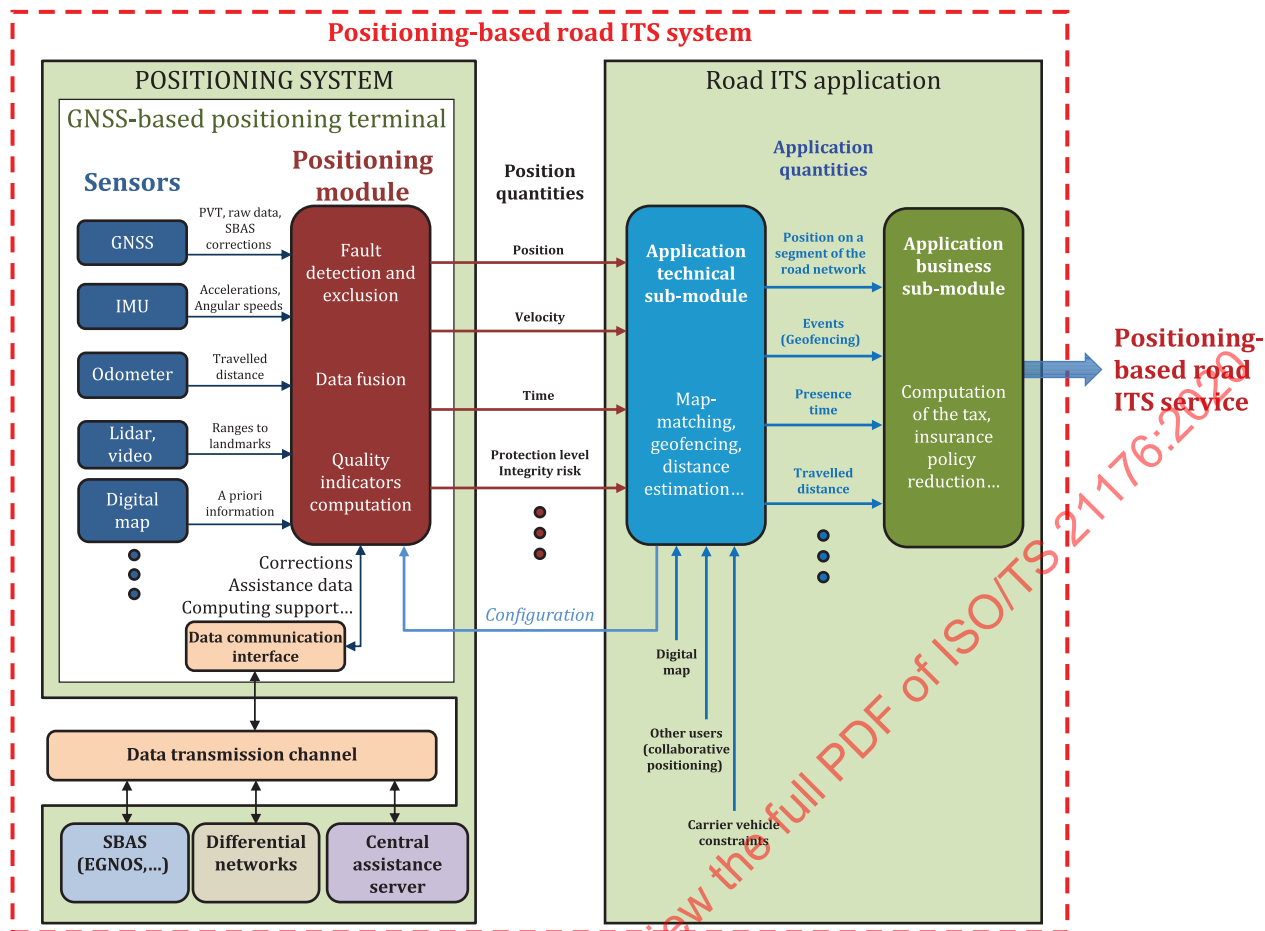 Positioning-based road ITS system
POSITIONING SYSTEM
GNSS-based positioning terminal
Sensors
Positioning
module
GNSS
IMU
Odometer
Lidar,
video
Digital
map
PVT, raw data,
SBAS
corrections
Accelerations,
Angular speeds
Travelled
distance
Ranges to
landmarks
A priori
information
Fault
detection and
exclusion
Data fusion
Quality
indicators
computation
Corrections
Assistance data
Computing support…
Data communication
interface
Data transmission channel
SBAS
(EGNOS,…)
Differential
networks
Central
assistance
server
Position
quantities
Position
Velocity
Time
Protection level
Integrity risk
Configuration
Road ITS application
Application
quantities
Application
technical
sub-module
Map-
matching,
geofencing,
distance
estimation…
Position on a
segment of the
road network
Events
(Geofencing)
Presence
time
Travelled
distance
Application
business
sub-module
Computation
of the tax,
insurance
policy
reduction…
Digital
map
Other users
(collaborative
positioning)
Carrier vehicle
constraints
Positioning-
based road
ITS service
view the full PDF of ISO/TS 21176:2020